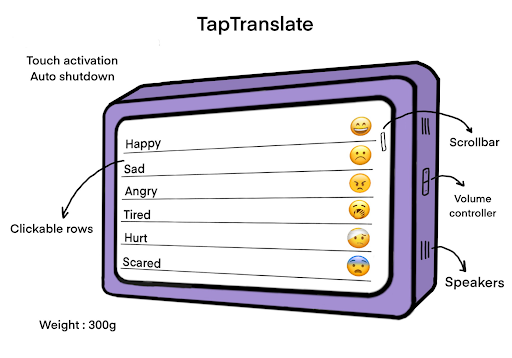 TapTranslate
Touch activation
Auto shutdown
Happy
Sad
Angry
Tired
Hurt
Scared
Scrollbar
Volume
controller
Clickable rows
Speakers
Weight : 300g